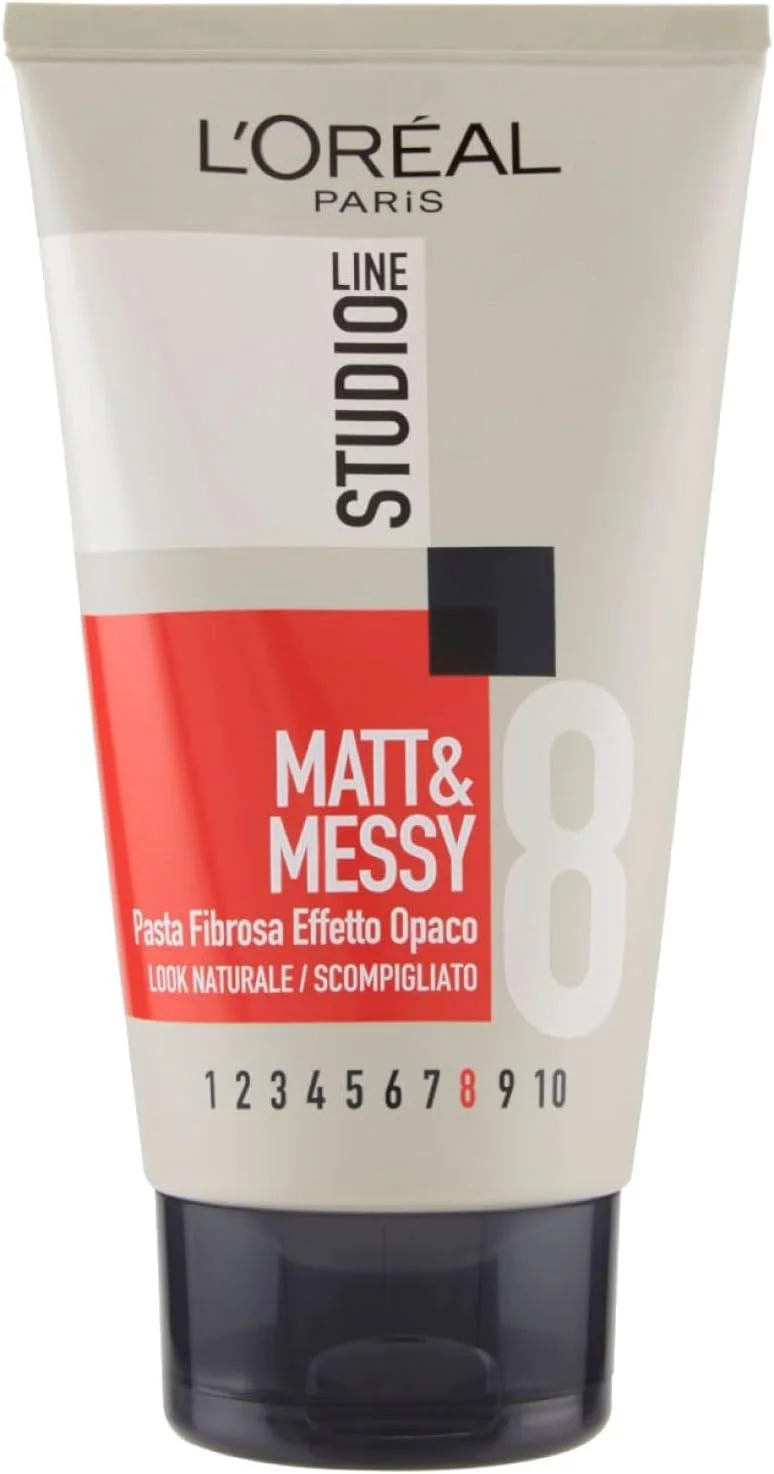 L'ORÉAL
PARiS
STUDIO
LINE
MATT&
MESSY
Pasta Fibrosa Effetto Opaco
LOOK NATURALE / SCOMPIGLIATO
8
1 2 3 4 5 6 7 8 9 10